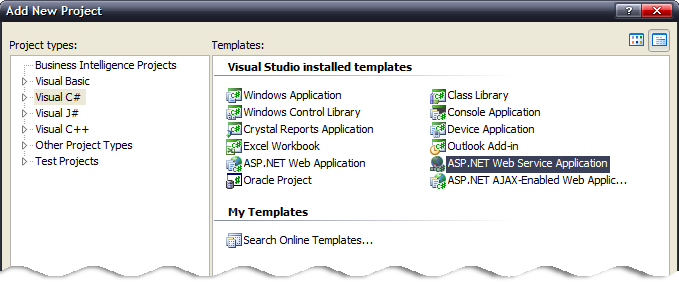 Add New Project
Project types:
Templates:
Business Intelligence Projects
Visual Basic
Visual C#
Visual J#
Visual C++
Other Project Types
Test Projects
Visual Studio installed templates
Windows Application
Class Library
Windows Control Library
Console Application
Crystal Reports Application
Device Application
Excel Workbook
Outlook Add-in
ASP.NET Web Application
ASP.NET Web Service Application
Oracle Project
ASP.NET AJAX-Enabled Web Applic...
My Templates
Search Online Templates...